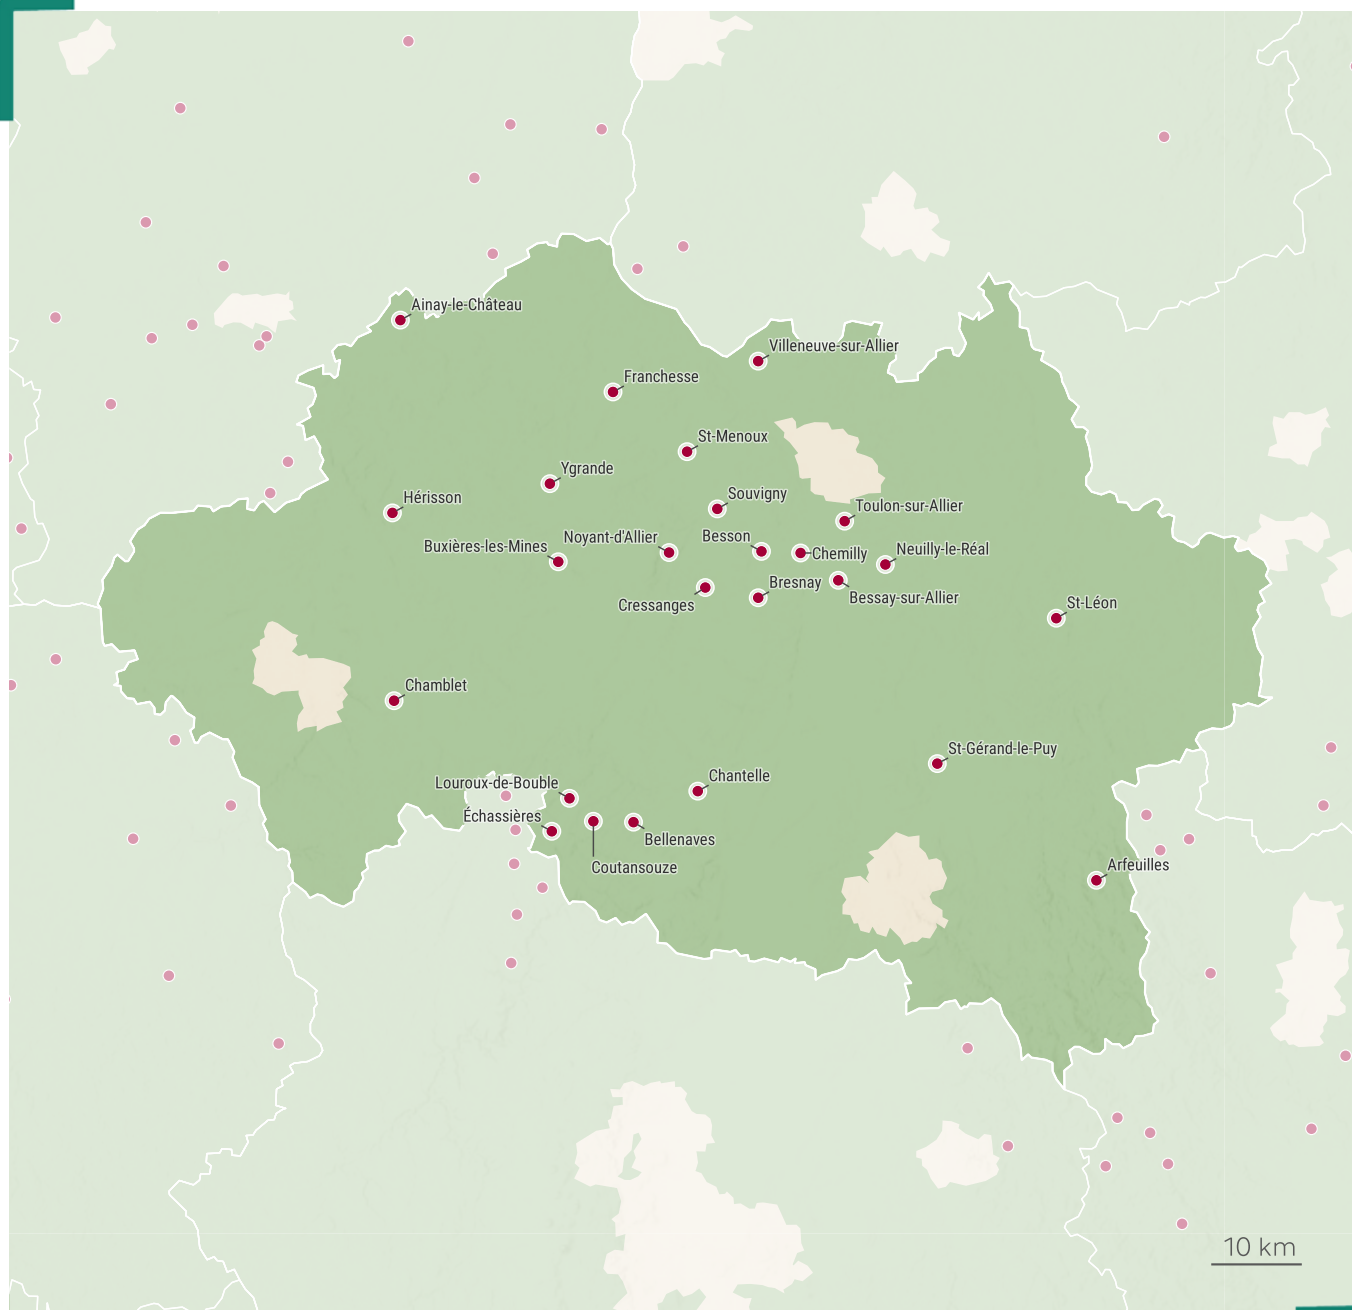 Ainay-le-Château
Villeneuve-sur-Allier
Franchesse
St-Menoux
Ygrande
Souvigny
Hérisson
Toulon-sur-Allier
Noyant-d'Allier
Besson
Buxières-les-Mines
Chemilly
Neuilly-le-Réal
Bresnay
Cressanges
Bessay-sur-Allier
St-Léon
Chamblet
St-Gérand-le-Puy
Chantelle
Louroux-de-Bouble
Échassières
Bellenaves
Coutansouze
Arfeuilles
10 km